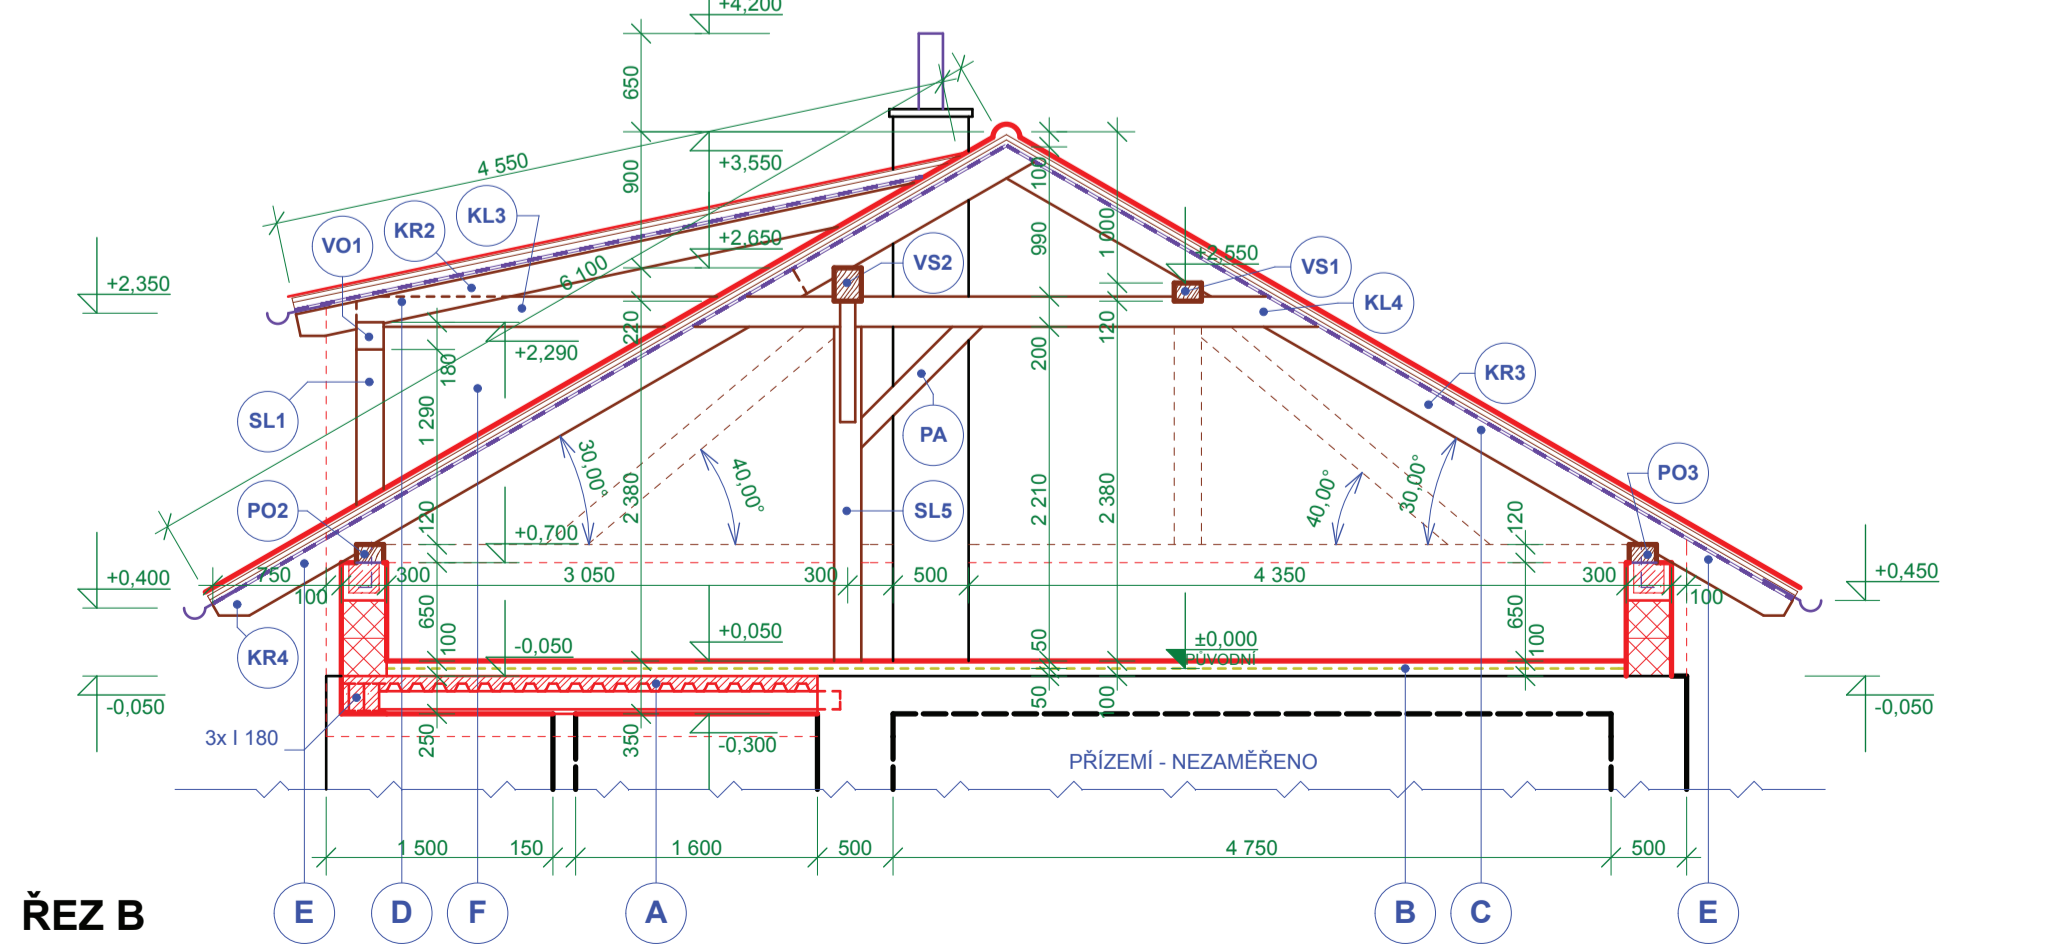 +4,200
650
4 550
900
+3,550
100
KL3
KR2
VO1
990
1 000
+2,650
+2,550
VS2
VS1
6 100
+2,350
KL4
220
120
+2,290
180
200
KR3
SL1
1 290
PA
30,00°
40,00°
2 380
2 210
2 380
40,00°
30,00°
PO3
PO2
SL5
120
+0,700
120
750
100
300
3 050
300
500
4 350
300
100
+0,400
+0,450
650
100
-0,050
+0,050
50
±0,000
PŮVODNÍ
650
100
KR4
-0,050
50
100
-0,050
3x I 180
250
350
-0,300
PŘÍZEMÍ - NEZAMĚŘENO
1 500
150
1 600
500
4 750
500
ŘEZ B
E
D
F
A
B
C
E